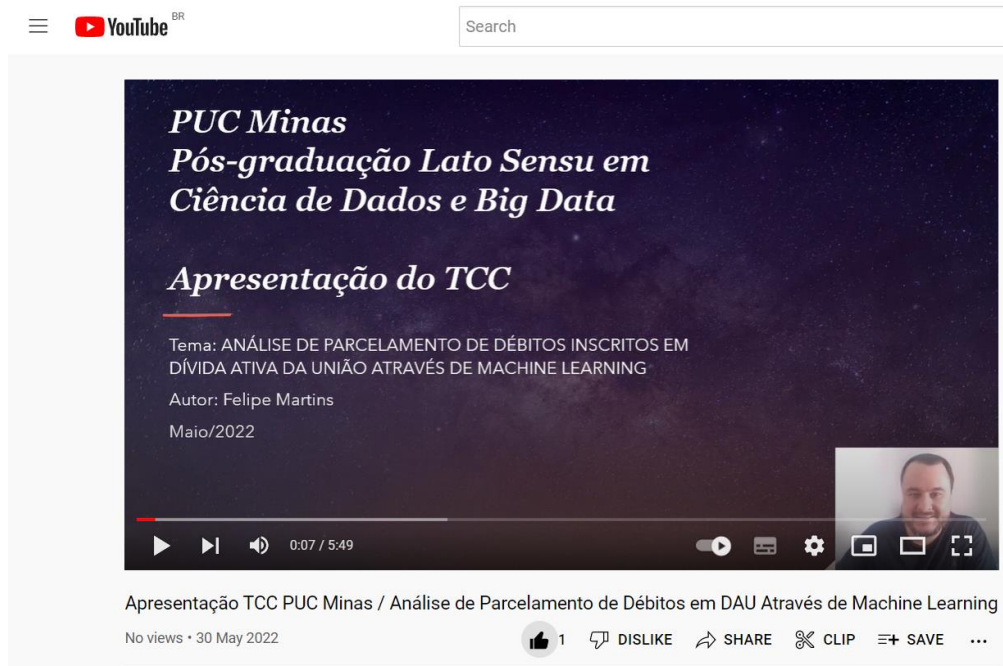 YouTube BR
Search
PUC Minas
Pós-graduação Lato Sensu em
Ciência de Dados e Big Data
Apresentação do TCC
Tema: ANÁLISE DE PARCELAMENTO DE DÉBITOS INSCRITOS EM
DÍVIDA ATIVA DA UNIÃO ATRAVÉS DE MACHINE LEARNING
Autor: Felipe Martins
Maio/2022
0:07 / 5:49
Apresentação TCC PUC Minas / Análise de Parcelamento de Débitos em DAU Através de Machine Learning
No views • 30 May 2022
1 DISLIKE SHARE CLIP SAVE ...